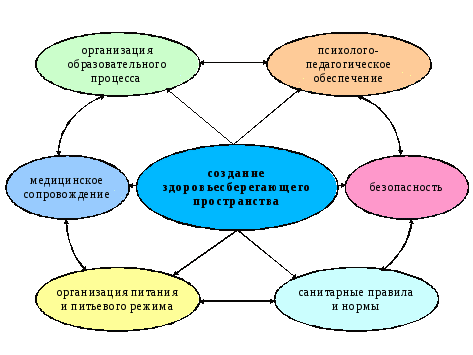 организация
образовательного
процесса
психолого-
педагогическое
обеспечение
медицинское
сопровождение
создание
здоровьесберегающего
пространства
безопасность
организация питания
и питьевого режима
санитарные правила
и нормы